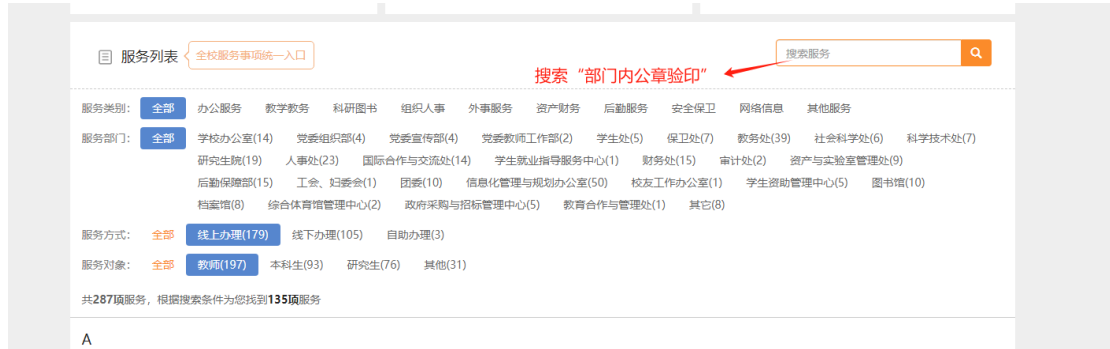 服务列表 全校服务事项统一入口 搜索服务
搜索“部门内公章验印”
服务类别: 全部 办公服务 教学教务 科研图书 组织人事 外事服务 资产财务 后勤服务 安全保卫 网络信息 其他服务
服务部门: 全部 学校办公室(14) 党委组织部(4) 党委宣传部(4) 党委教师工作部(2) 学生处(5) 保卫处(7) 教务处(39) 社会科学处(6) 科学技术处(7)
研究生院(19) 人事处(23) 国际合作与交流处(14) 学生就业指导服务中心(1) 财务处(15) 审计处(2) 资产与实验室管理处(9)
后勤保障部(15) 工会、妇委会(1) 团委(10) 信息化管理与规划办公室(50) 校友工作办公室(1) 学生资助管理中心(5) 图书馆(10)
档案馆(8) 综合体育馆管理中心(2) 政府采购与招标管理中心(5) 教育合作与管理处(1) 其它(8)
服务方式: 全部 线上办理(179) 线下办理(105) 自助办理(3)
服务对象: 全部 教师(197) 本科生(93) 研究生(76) 其他(31)
共287项服务，根据搜索条件为您找到135项服务
A